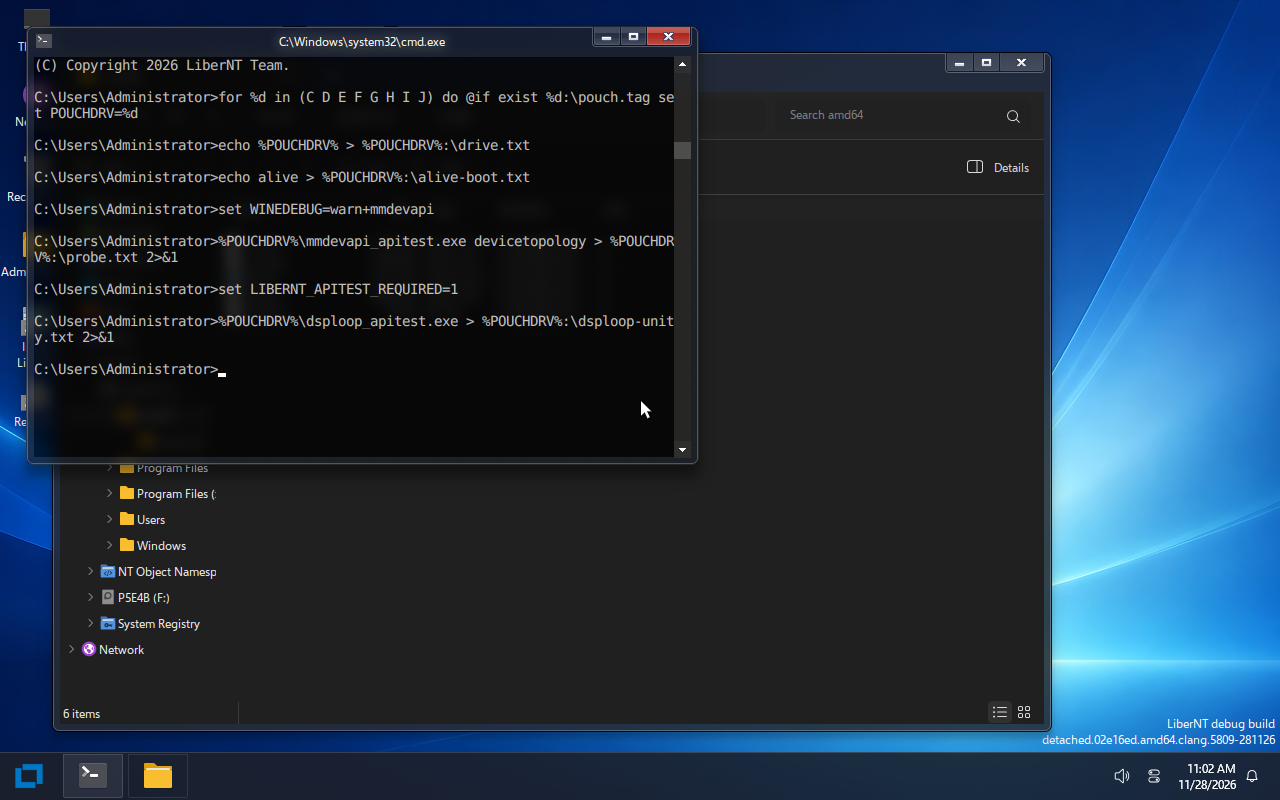 C:\Windows\system32\cmd.exe
(C) Copyright 2026 LiberNT Team.
C:\Users\Administrator>for %d in (C D E F G H I J) do @if exist %d:\pouch.tag se
t POUCHDRV=%d
C:\Users\Administrator>echo %POUCHDRV% > %POUCHDRV%:\drive.txt
C:\Users\Administrator>echo alive > %POUCHDRV%:\alive-boot.txt
C:\Users\Administrator>set WINEDEBUG=warn+mmdevapi
C:\Users\Administrator>%POUCHDRV%\mmdevapi_apitest.exe devicetopology > %POUCHDR
V%:\probe.txt 2>&1
C:\Users\Administrator>set LIBERNT_APITEST_REQUIRED=1
C:\Users\Administrator>%POUCHDRV%\dsploop_apitest.exe > %POUCHDRV%:\dsploop-unit
y.txt 2>&1
C:\Users\Administrator>
Search amd64
Details
Program Files
Program Files (
Users
Windows
NT Object Namesp
P5E4B (F:)
System Registry
Network
6 items
LiberNT debug build
detached.02e16ed.amd64.clang.5809-281126
11:02 AM
11/28/2026